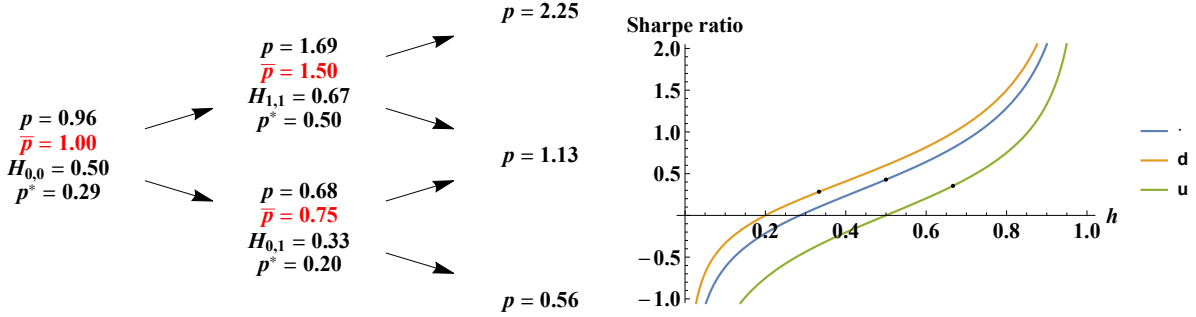 p = 0.96
p̅ = 1.00
H₀,₀ = 0.50
p* = 0.29
p = 1.69
p̅ = 1.50
H₁,₁ = 0.67
p* = 0.50
p = 0.68
p̅ = 0.75
H₀,₁ = 0.33
p* = 0.20
p = 2.25
p = 1.13
p = 0.56
Sharpe ratio
2.0
1.5
1.0
0.5
−0.5
−1.0
0.2 0.4 0.6 0.8 1.0 h
.
d
u